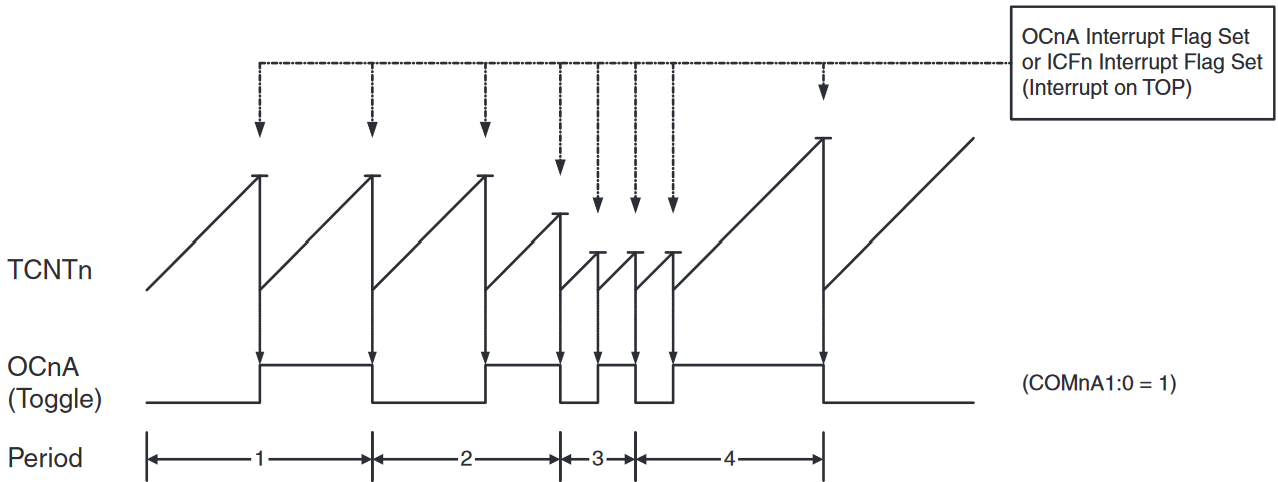 OCnA Interrupt Flag Set
or ICFn Interrupt Flag Set
(Interrupt on TOP)
TCNTn
OCnA
(Toggle)
(COMnA1:0 = 1)
Period
1
2
3
4